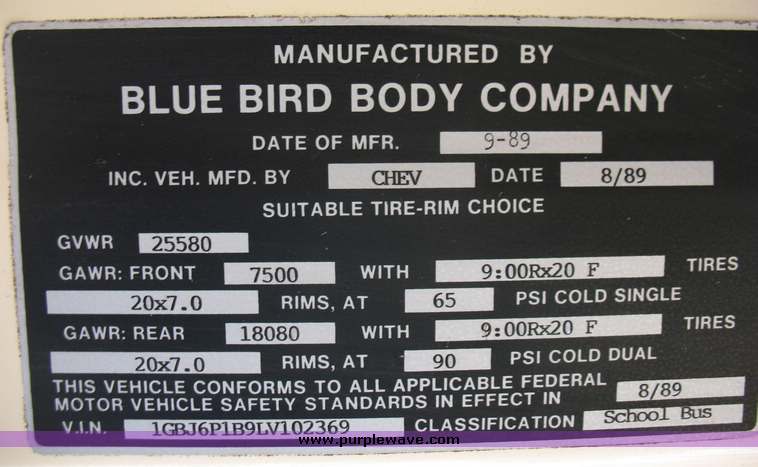 MANUFACTURED BY
BLUE BIRD BODY COMPANY
DATE OF MFR. 9-89
INC. VEH. MFD. BY CHEV DATE 8/89
SUITABLE TIRE-RIM CHOICE
GVWR 25580
GAWR: FRONT 7500 WITH 9:00Rx20 F TIRES
20x7.0 RIMS, AT 65 PSI COLD SINGLE
GAWR: REAR 18080 WITH 9:00Rx20 F TIRES
20x7.0 RIMS, AT 90 PSI COLD DUAL
THIS VEHICLE CONFORMS TO ALL APPLICABLE FEDERAL
MOTOR VEHICLE SAFETY STANDARDS IN EFFECT IN 8/89
V.I.N. 1GBJ6P1B9LV102369 CLASSIFICATION School Bus
www.purplewave.com